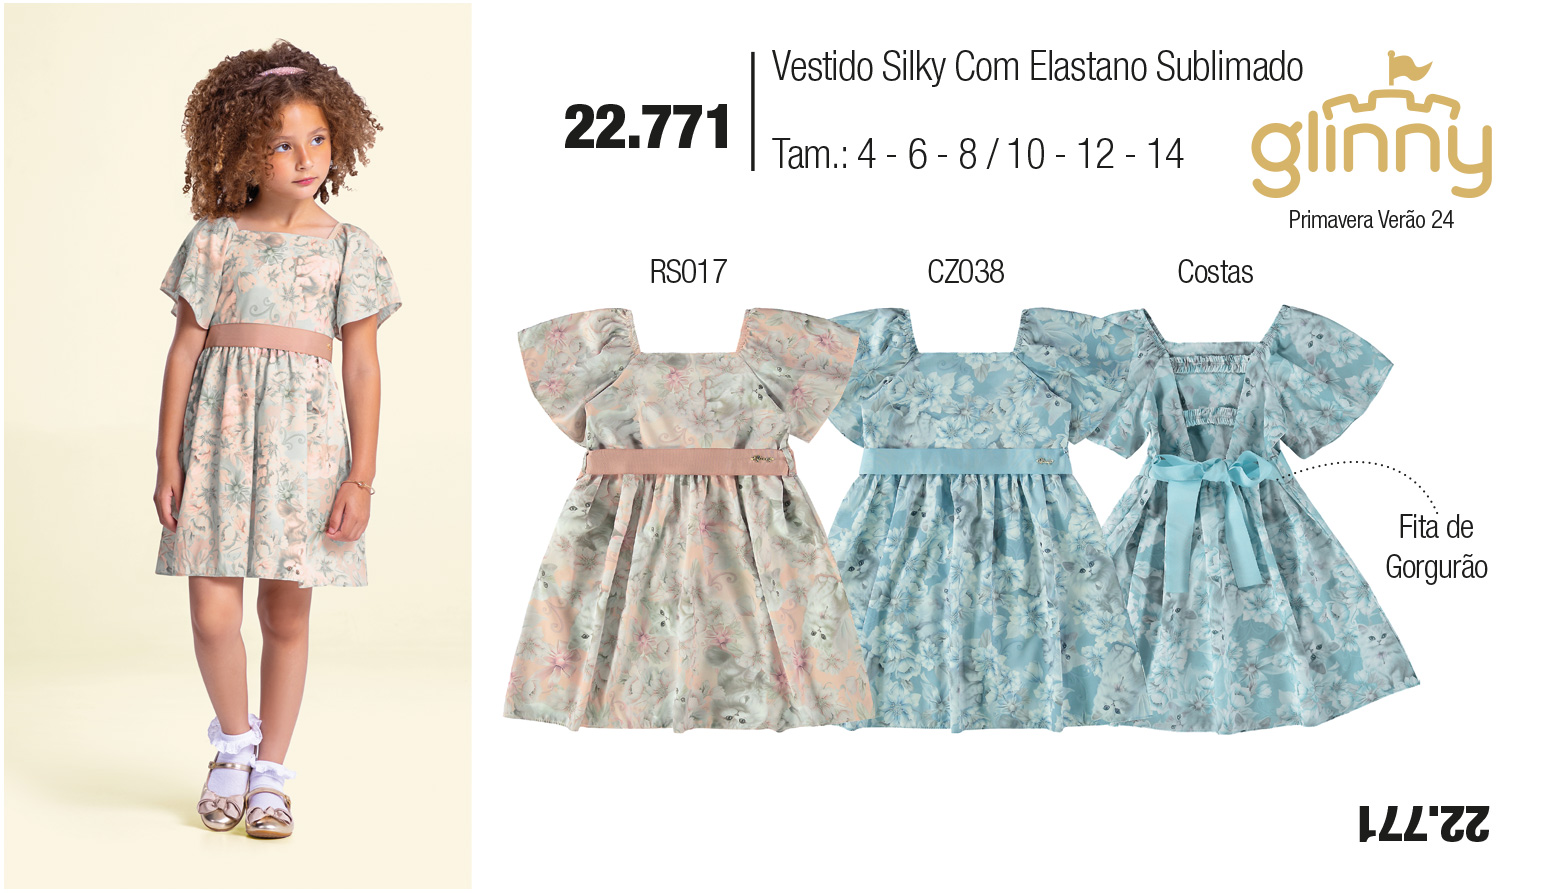 22.771
Vestido Silky Com Elastano Sublimado
Tam.: 4 - 6 - 8 / 10 - 12 - 14
glinny
Primavera Verão 24
RS017
CZ038
Costas
Fita de
Gorgurão
22.771